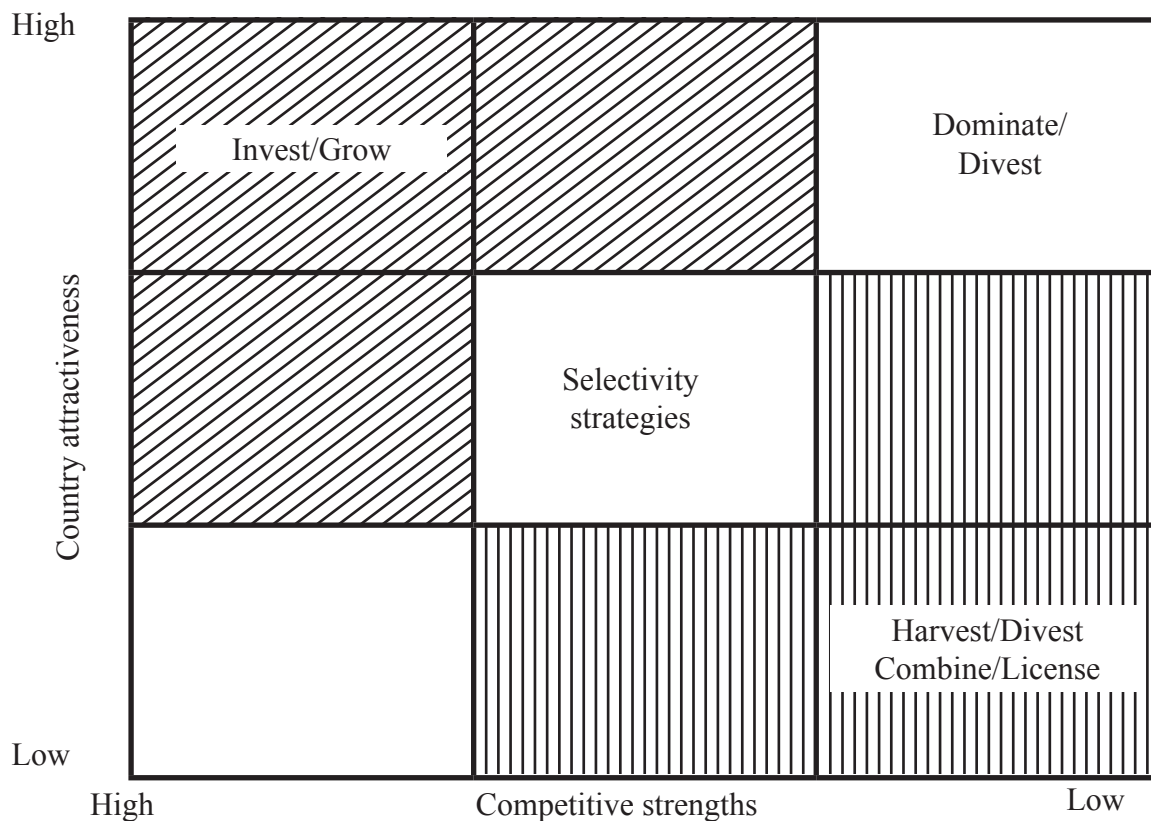 High
Invest/Grow
Dominate/
Divest
Country attractiveness
Selectivity
strategies
Harvest/Divest
Combine/License
Low
High
Competitive strengths
Low